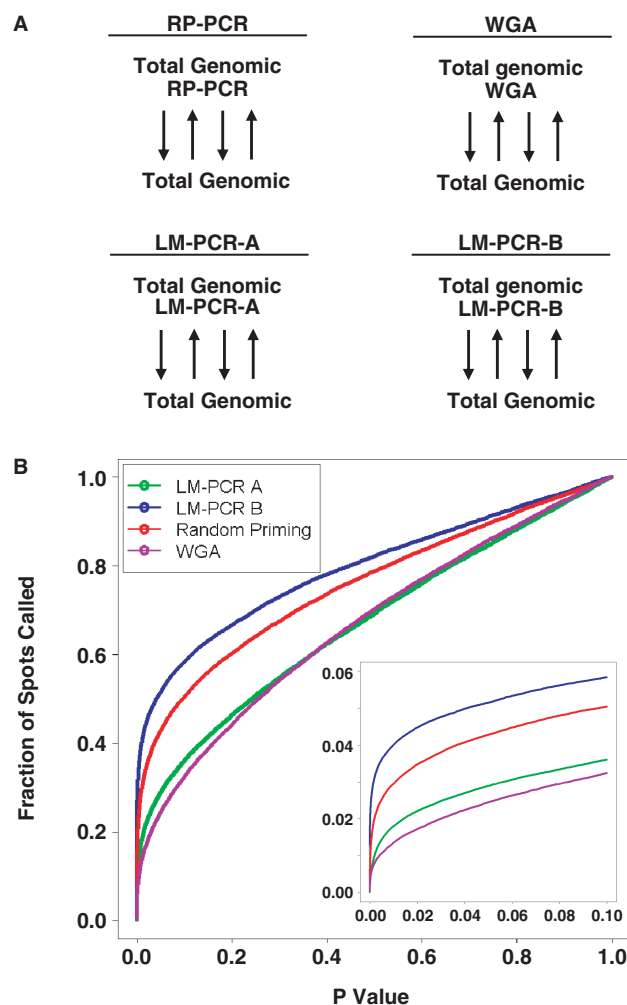 A
RP-PCR
Total Genomic
RP-PCR
Total Genomic
WGA
Total genomic
WGA
Total Genomic
LM-PCR-A
Total Genomic
LM-PCR-A
Total Genomic
LM-PCR-B
Total genomic
LM-PCR-B
Total Genomic
B
LM-PCR A
LM-PCR B
Random Priming
WGA
Fraction of Spots Called
1.0
0.8
0.6
0.4
0.2
0.0
0.06
0.04
0.02
0.00
0.00 0.02 0.04 0.06 0.08 0.10
0.0 0.2 0.4 0.6 0.8 1.0
P Value